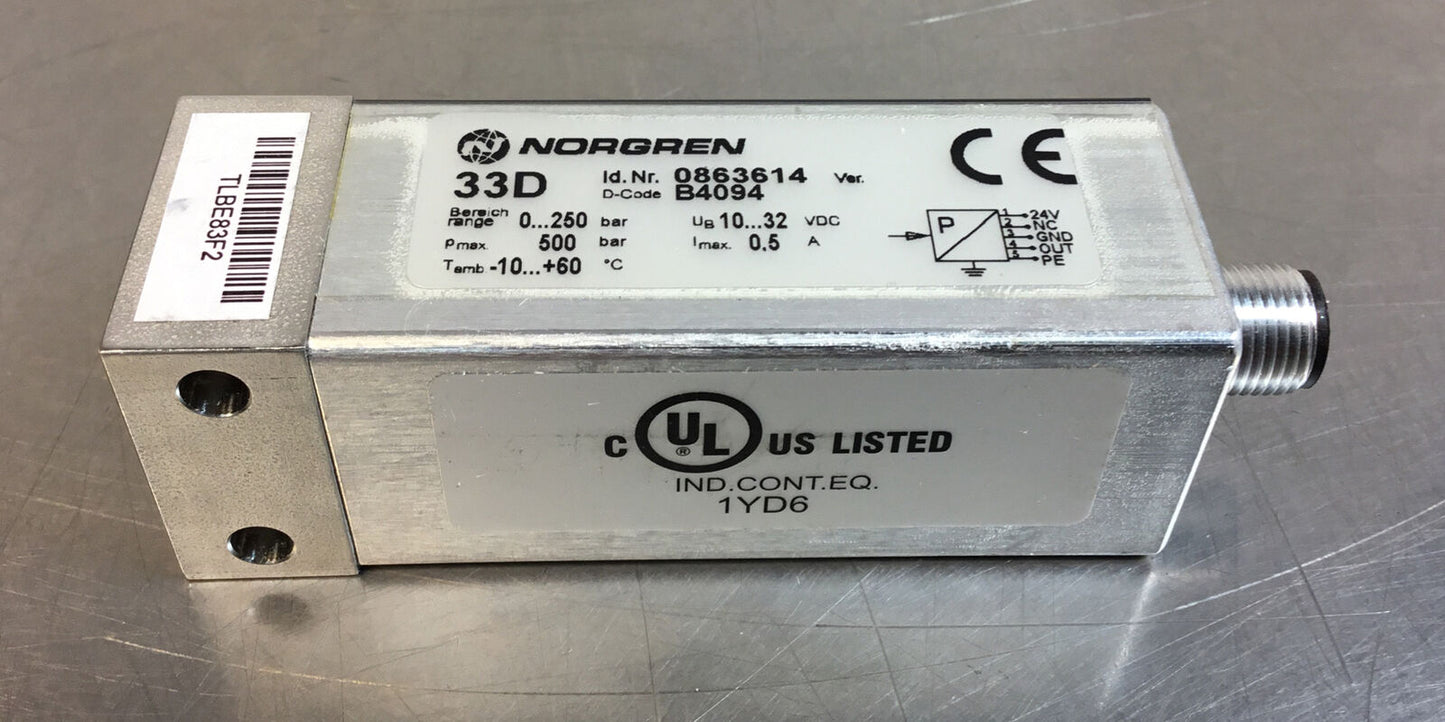 TLBE83F2
NORGREN CE
33D Id.Nr. 0863614 Ver.
D-Code B4094
Bereich
range 0...250 bar UB 10...32 VDC
Pmax. 500 bar Imax. 0.5 A
Tamb. -10...+60 °C
P
1 24V
2 NC
3 GND
4 OUT
5 PE
C UL ® US LISTED
IND.CONT.EQ.
1YD6